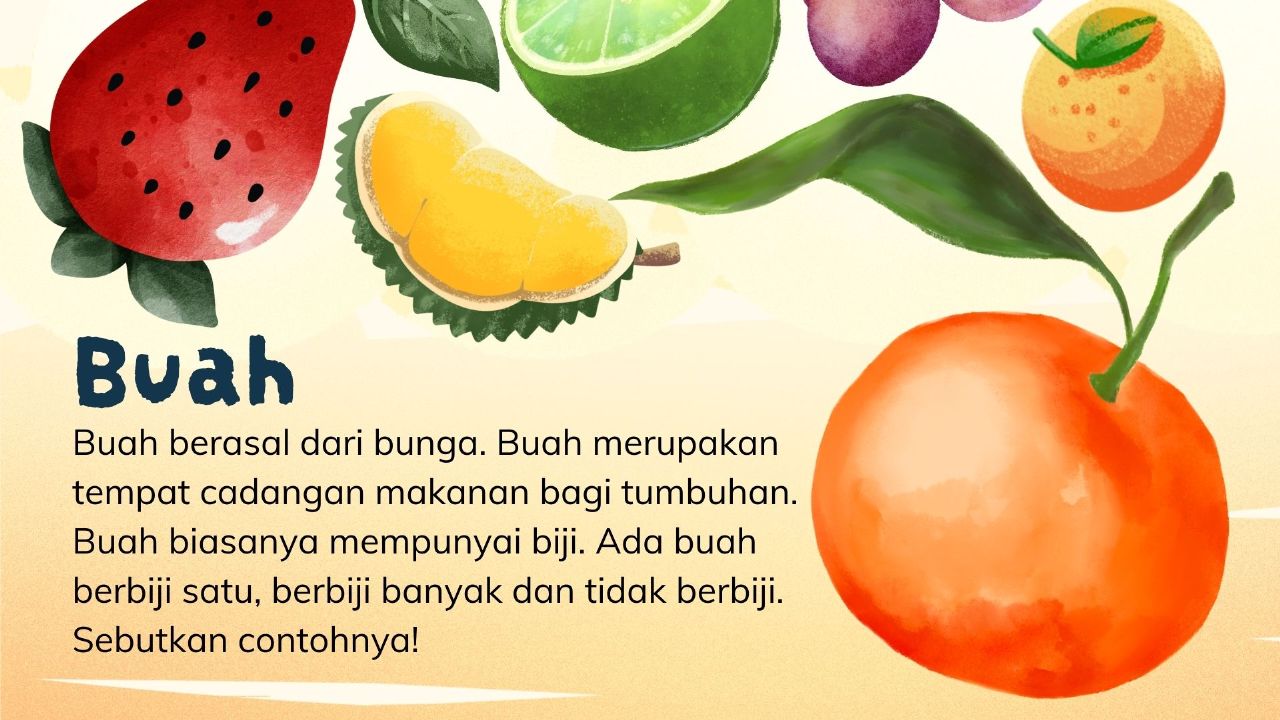 Buah
Buah berasal dari bunga. Buah merupakan
tempat cadangan makanan bagi tumbuhan.
Buah biasanya mempunyai biji. Ada buah
berbiji satu, berbiji banyak dan tidak berbiji.
Sebutkan contohnya!